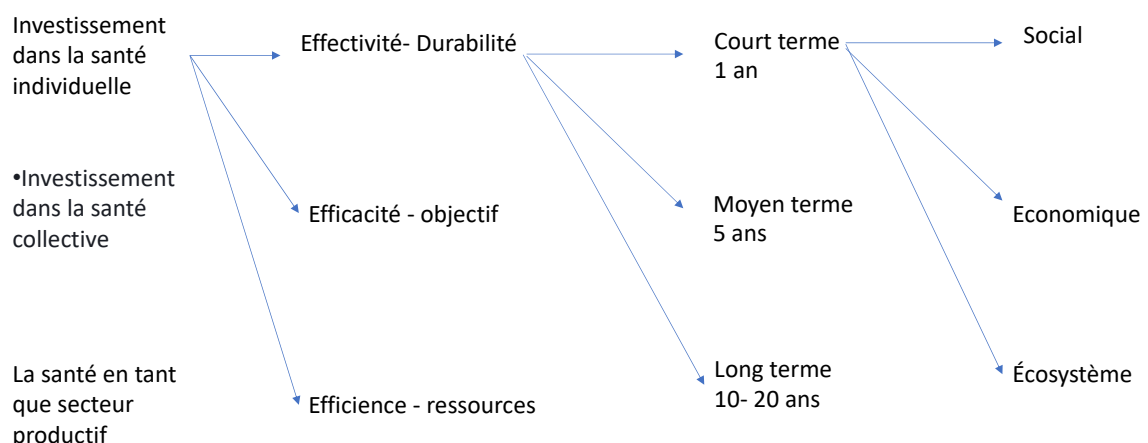 Investissement
dans la santé
individuelle
Effectivité- Durabilité
Court terme
1 an
Social
•Investissement
dans la santé
collective
Efficacité - objectif
Moyen terme
5 ans
Economique
La santé en tant
que secteur
productif
Efficience - ressources
Long terme
10- 20 ans
Écosystème